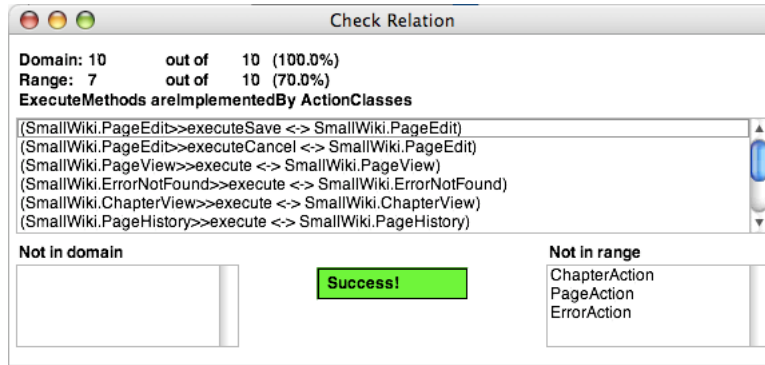 Check Relation
Domain: 10 out of 10 (100.0%)
Range: 7 out of 10 (70.0%)
ExecuteMethods areImplementedBy ActionClasses
(SmallWiki.PageEdit>>executeSave <-> SmallWiki.PageEdit)
(SmallWiki.PageEdit>>executeCancel <-> SmallWiki.PageEdit)
(SmallWiki.PageView>>execute <-> SmallWiki.PageView)
(SmallWiki.ErrorNotFound>>execute <-> SmallWiki.ErrorNotFound)
(SmallWiki.ChapterView>>execute <-> SmallWiki.ChapterView)
(SmallWiki.PageHistory>>execute <-> SmallWiki.PageHistory)
Not in domain
Success!
Not in range
ChapterAction
PageAction
ErrorAction